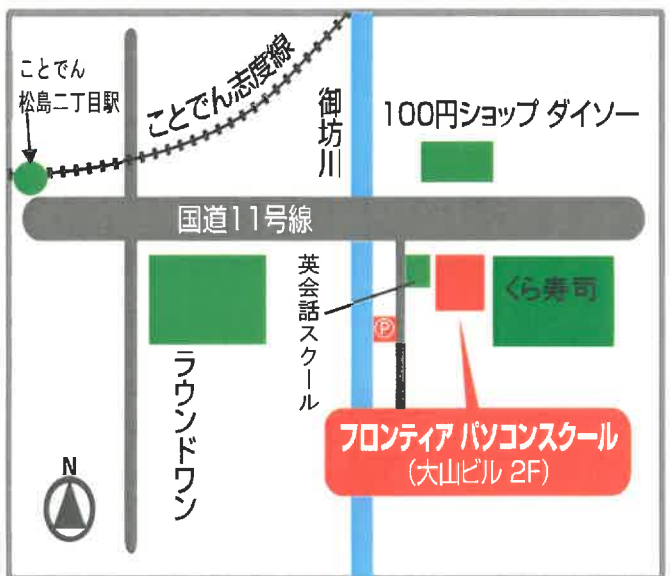 ことでん
松島二丁目駅
ことでん志度線
御坊川
100円ショップ ダイソー
国道11号線
英会話スクール
くら寿司
P
ラウンドワン
フロンティア パソコンスクール
(大山ビル 2F)
N